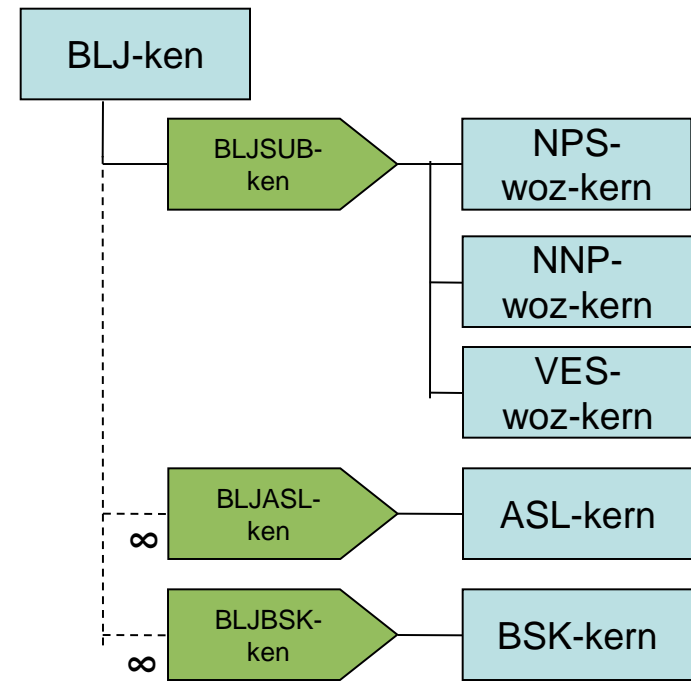 BLJ-ken
BLJSUB-
ken
NPS-
woz-kern
NNP-
woz-kern
VES-
woz-kern
BLJASL-
ken
∞
ASL-kern
BLJBSK-
ken
∞
BSK-kern